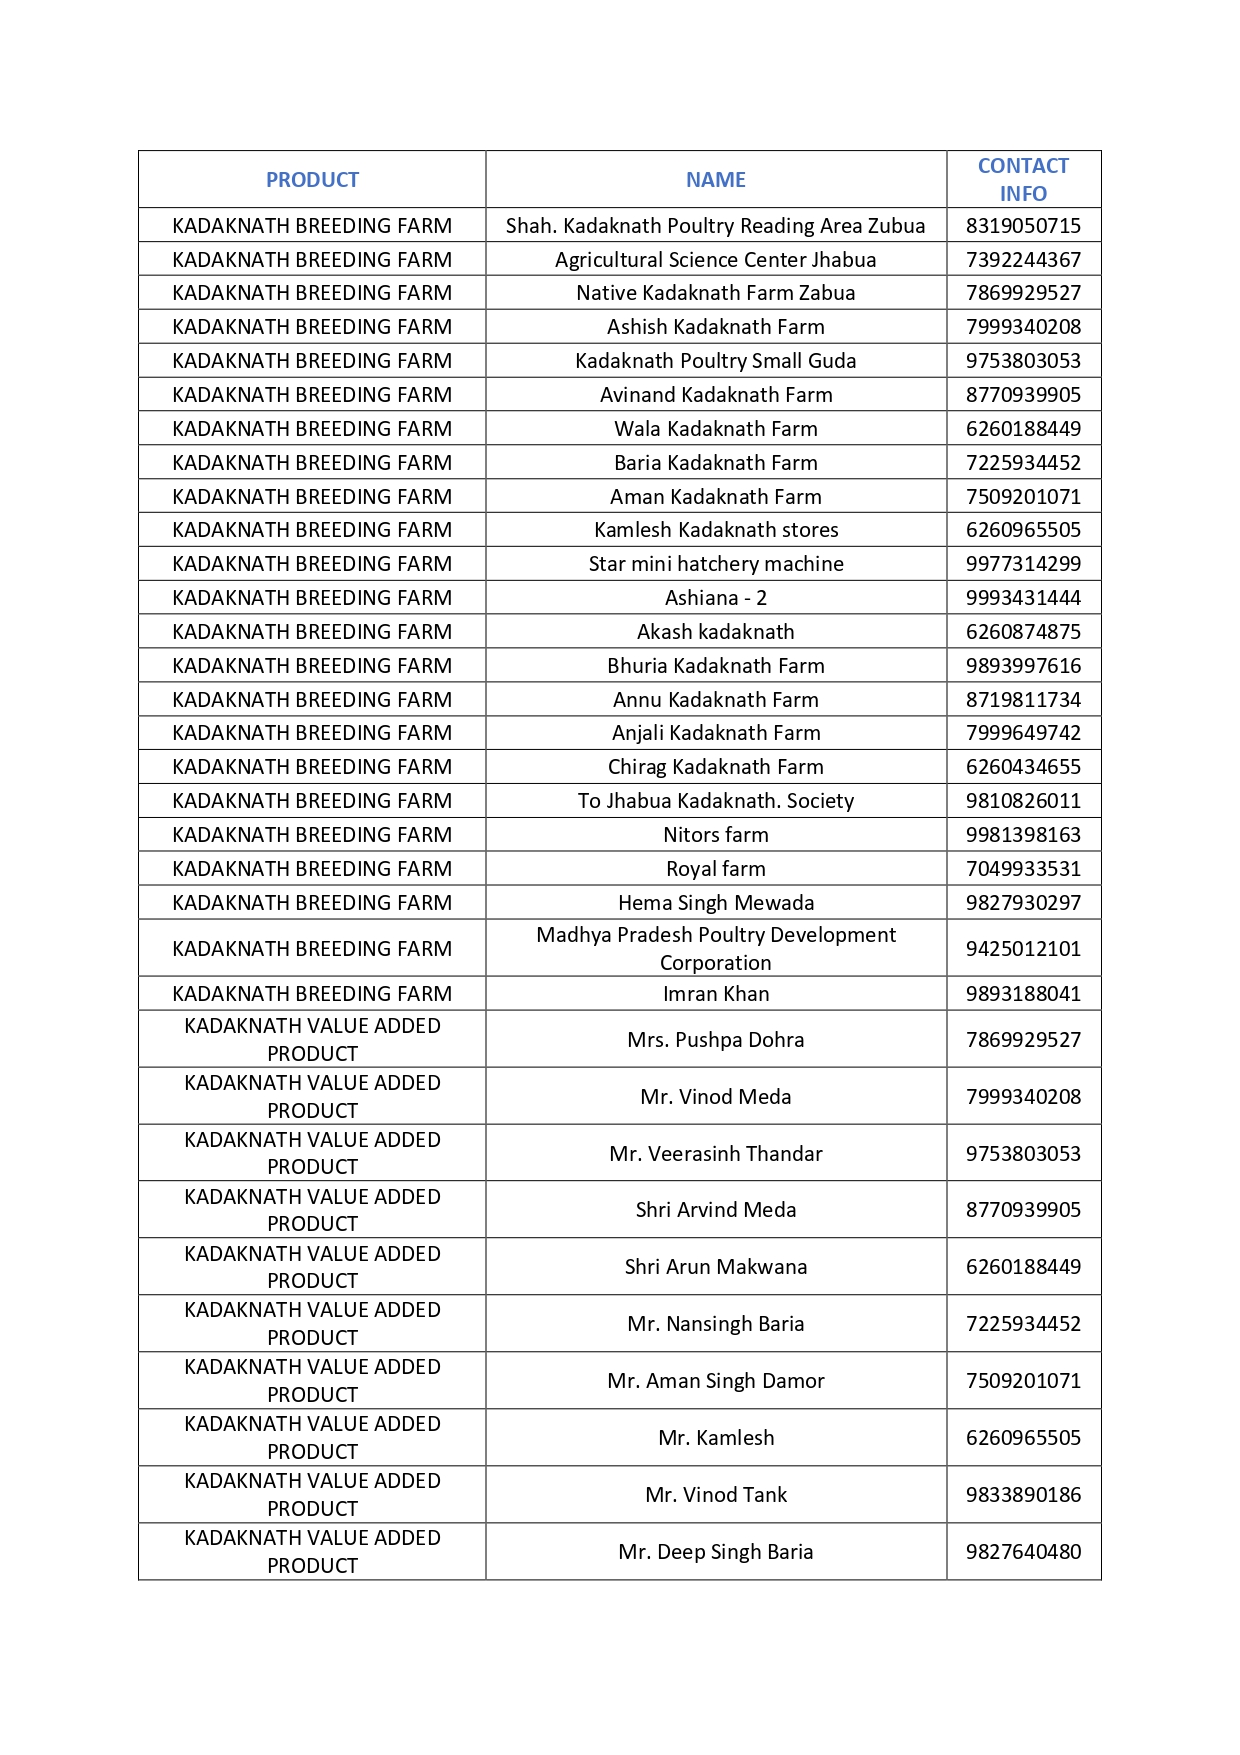 PRODUCT NAME CONTACT
INFO
KADAKNATH BREEDING FARM Shah. Kadaknath Poultry Reading Area Zubua 8319050715
KADAKNATH BREEDING FARM Agricultural Science Center Jhabua 7392244367
KADAKNATH BREEDING FARM Native Kadaknath Farm Zabua 7869929527
KADAKNATH BREEDING FARM Ashish Kadaknath Farm 7999340208
KADAKNATH BREEDING FARM Kadaknath Poultry Small Guda 9753803053
KADAKNATH BREEDING FARM Avinand Kadaknath Farm 8770939905
KADAKNATH BREEDING FARM Wala Kadaknath Farm 6260188449
KADAKNATH BREEDING FARM Baria Kadaknath Farm 7225934452
KADAKNATH BREEDING FARM Aman Kadaknath Farm 7509201071
KADAKNATH BREEDING FARM Kamlesh Kadaknath stores 6260965505
KADAKNATH BREEDING FARM Star mini hatchery machine 9977314299
KADAKNATH BREEDING FARM Ashiana - 2 9993431444
KADAKNATH BREEDING FARM Akash kadaknath 6260874875
KADAKNATH BREEDING FARM Bhuria Kadaknath Farm 9893997616
KADAKNATH BREEDING FARM Annu Kadaknath Farm 8719811734
KADAKNATH BREEDING FARM Anjali Kadaknath Farm 7999649742
KADAKNATH BREEDING FARM Chirag Kadaknath Farm 6260434655
KADAKNATH BREEDING FARM To Jhabua Kadaknath. Society 9810826011
KADAKNATH BREEDING FARM Nitors farm 9981398163
KADAKNATH BREEDING FARM Royal farm 7049933531
KADAKNATH BREEDING FARM Hema Singh Mewada 9827930297
KADAKNATH BREEDING FARM Madhya Pradesh Poultry Development
Corporation 9425012101
KADAKNATH BREEDING FARM Imran Khan 9893188041
KADAKNATH VALUE ADDED
PRODUCT Mrs. Pushpa Dohra 7869929527
KADAKNATH VALUE ADDED
PRODUCT Mr. Vinod Meda 7999340208
KADAKNATH VALUE ADDED
PRODUCT Mr. Veerasinh Thandar 9753803053
KADAKNATH VALUE ADDED
PRODUCT Shri Arvind Meda 8770939905
KADAKNATH VALUE ADDED
PRODUCT Shri Arun Makwana 6260188449
KADAKNATH VALUE ADDED
PRODUCT Mr. Nansingh Baria 7225934452
KADAKNATH VALUE ADDED
PRODUCT Mr. Aman Singh Damor 7509201071
KADAKNATH VALUE ADDED
PRODUCT Mr. Kamlesh 6260965505
KADAKNATH VALUE ADDED
PRODUCT Mr. Vinod Tank 9833890186
KADAKNATH VALUE ADDED
PRODUCT Mr. Deep Singh Baria 9827640480